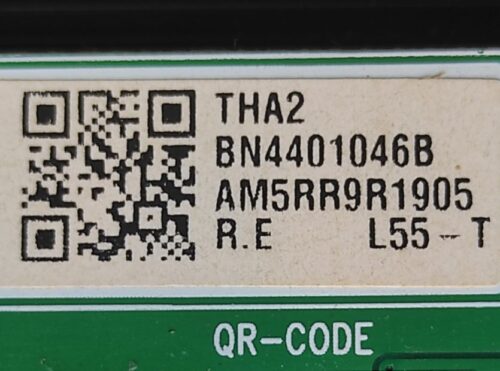 THA2
BN4401046B
AM5RR9R1905
R.E L55-T
QR-CODE